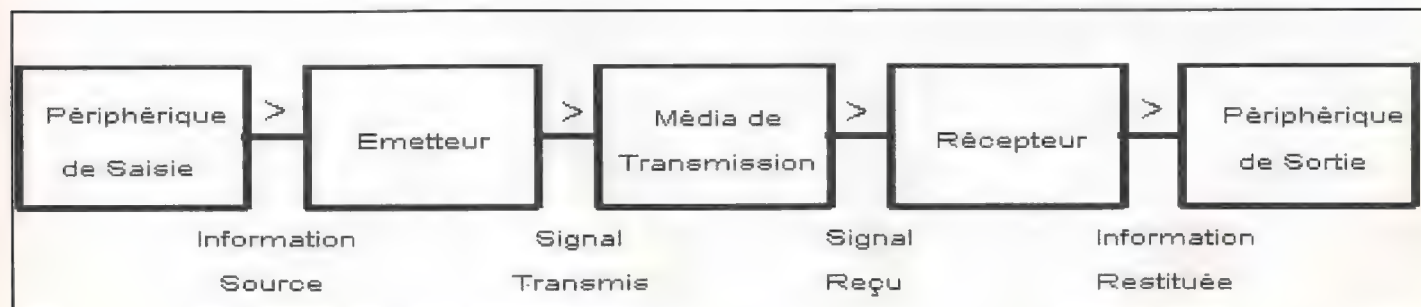 Périphérique
de Saisie
>
Emetteur
>
Média de
Transmission
>
Récepteur
>
Périphérique
de Sortie
Information
Source
Signal
Transmis
Signal
Reçu
Information
Restituée